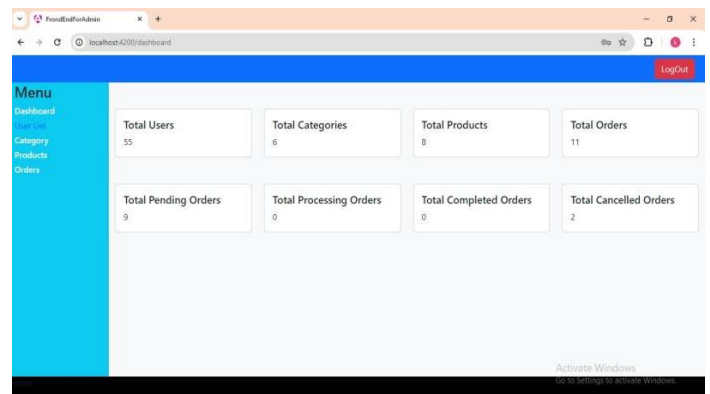 FrondEndForAdmin
localhost:4200/dashboard
LogOut
Menu
Dashboard
User List
Category
Products
Orders
Total Users
55
Total Categories
6
Total Products
8
Total Orders
11
Total Pending Orders
9
Total Processing Orders
0
Total Completed Orders
0
Total Cancelled Orders
2
Activate Windows
Go to Settings to activate Windows.